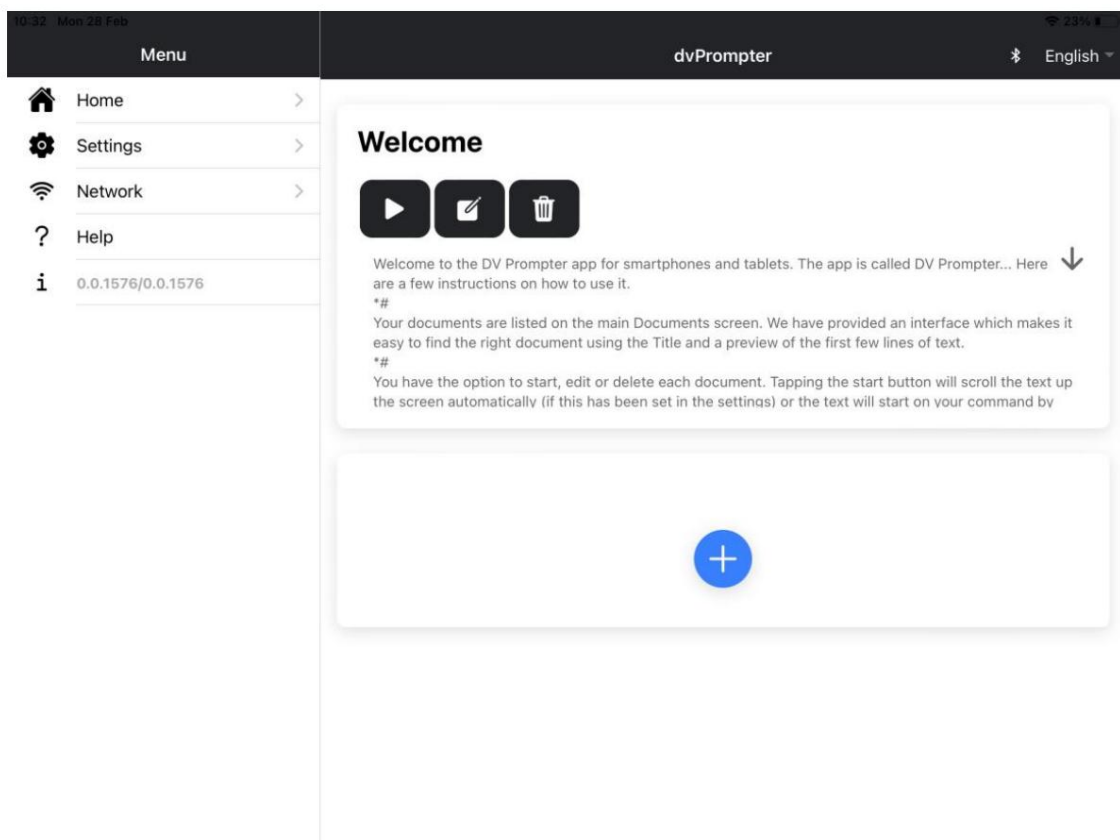 10:32 Mon 28 Feb
23%
Menu
dvPrompter
English
Home
Settings
Network
? Help
i 0.0.1576/0.0.1576
Welcome
Welcome to the DV Prompter app for smartphones and tablets. The app is called DV Prompter... Here
are a few instructions on how to use it.
*#
Your documents are listed on the main Documents screen. We have provided an interface which makes it
easy to find the right document using the Title and a preview of the first few lines of text.
*#
You have the option to start, edit or delete each document. Tapping the start button will scroll the text up
the screen automatically (if this has been set in the settings) or the text will start on your command by